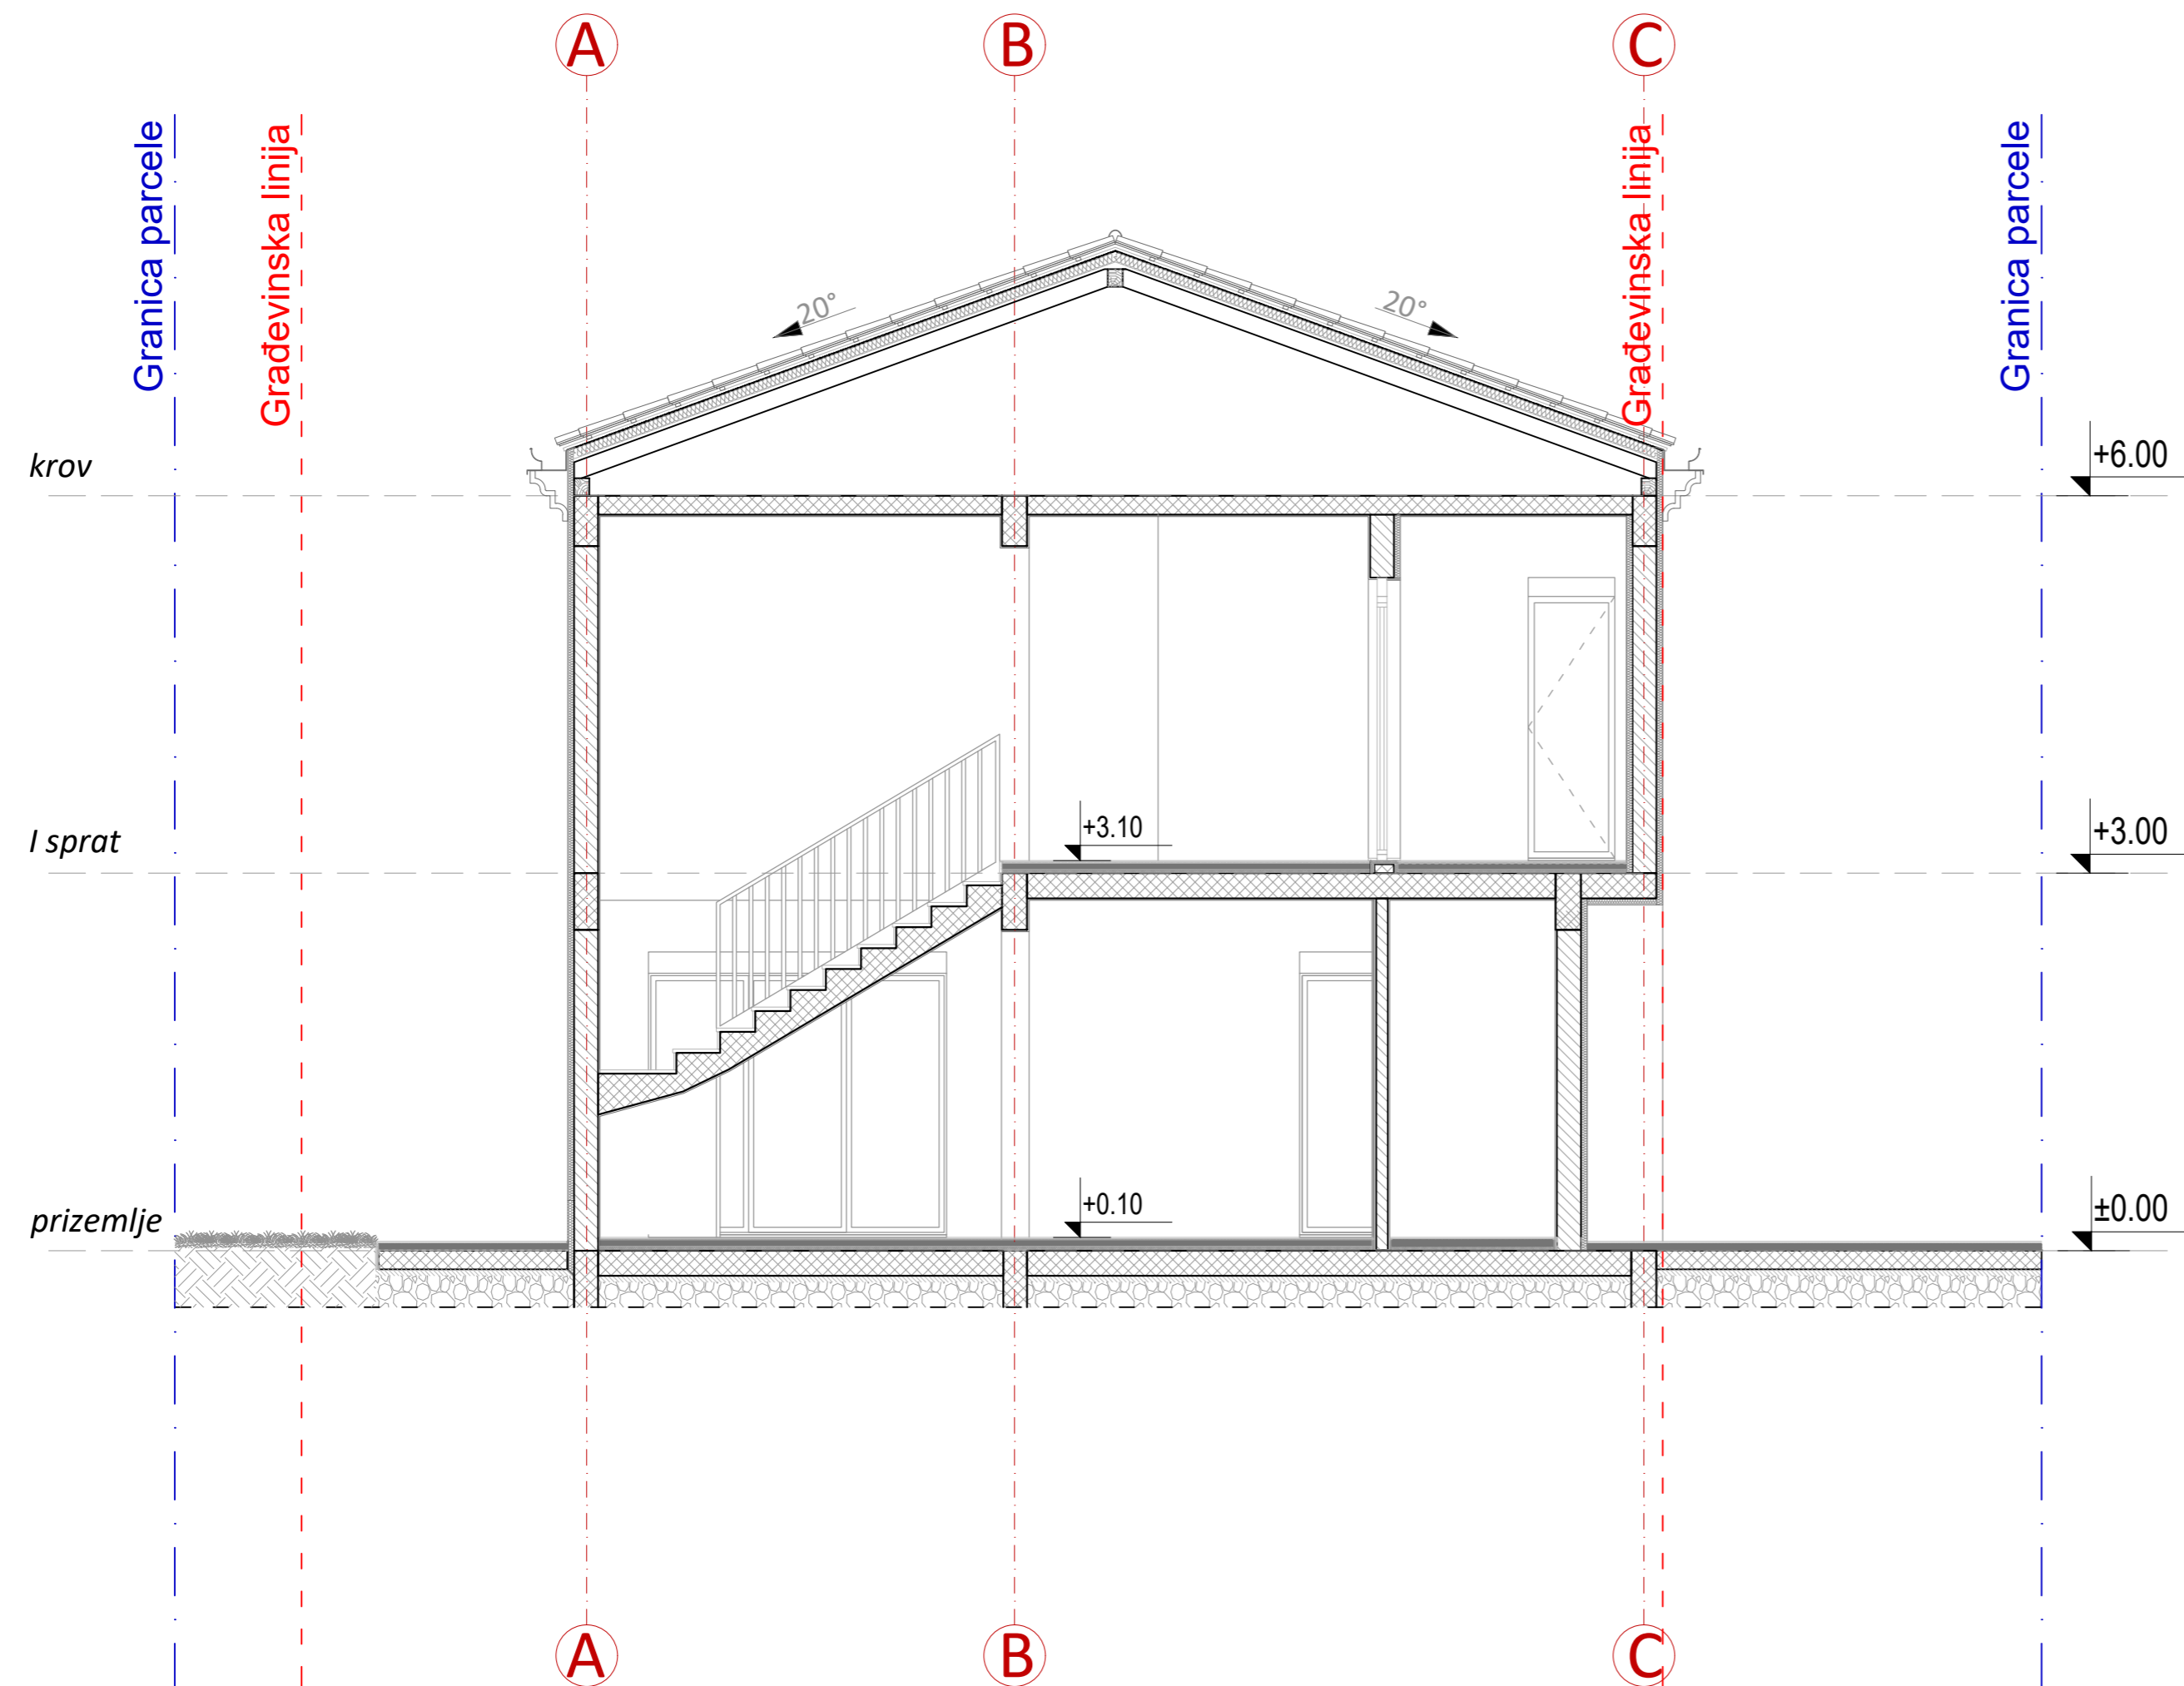 A
B
C
Granica parcele
Građevinska linija
Građevinska linija
Granica parcele
20°
20°
krov
+6.00
I sprat
+3.10
+3.00
prizemlje
+0.10
±0.00
A
B
C